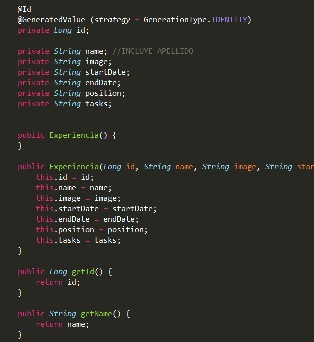 @Id
@GeneratedValue (strategy = GenerationType.IDENTITY)
private Long id;
private String name; //INCLUYE APELLIDO
private String image;
private String startDate;
private String endDate;
private String position;
private String tasks;
public Experiencia() {
}
public Experiencia(Long id, String name, String image, String star
this.id = id;
this.name = name;
this.image = image;
this.startDate = startDate;
this.endDate = endDate;
this.position = position;
this.tasks = tasks;
}
public Long getId() {
return id;
}
public String getName() {
return name;
}